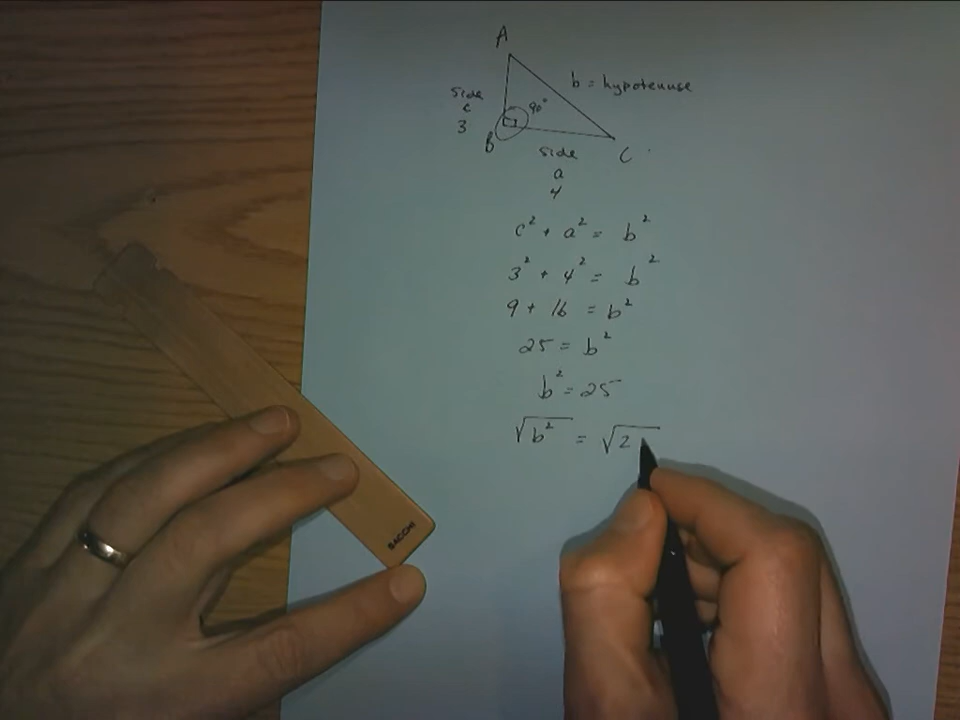 A
b = hypotenuse
side
c
3
90°
B
side
C
a
4
c² + a² = b²
3² + 4² = b²
9 + 16 = b²
25 = b²
b² = 25
√b² = √2
SACCHI